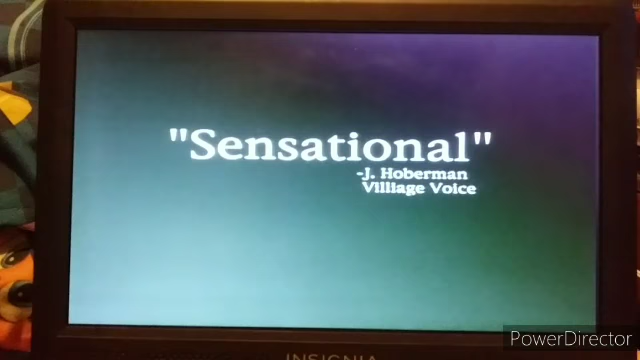 "Sensational"
-J. Hoberman
Villlage Voice
INSIGNIA
PowerDirector